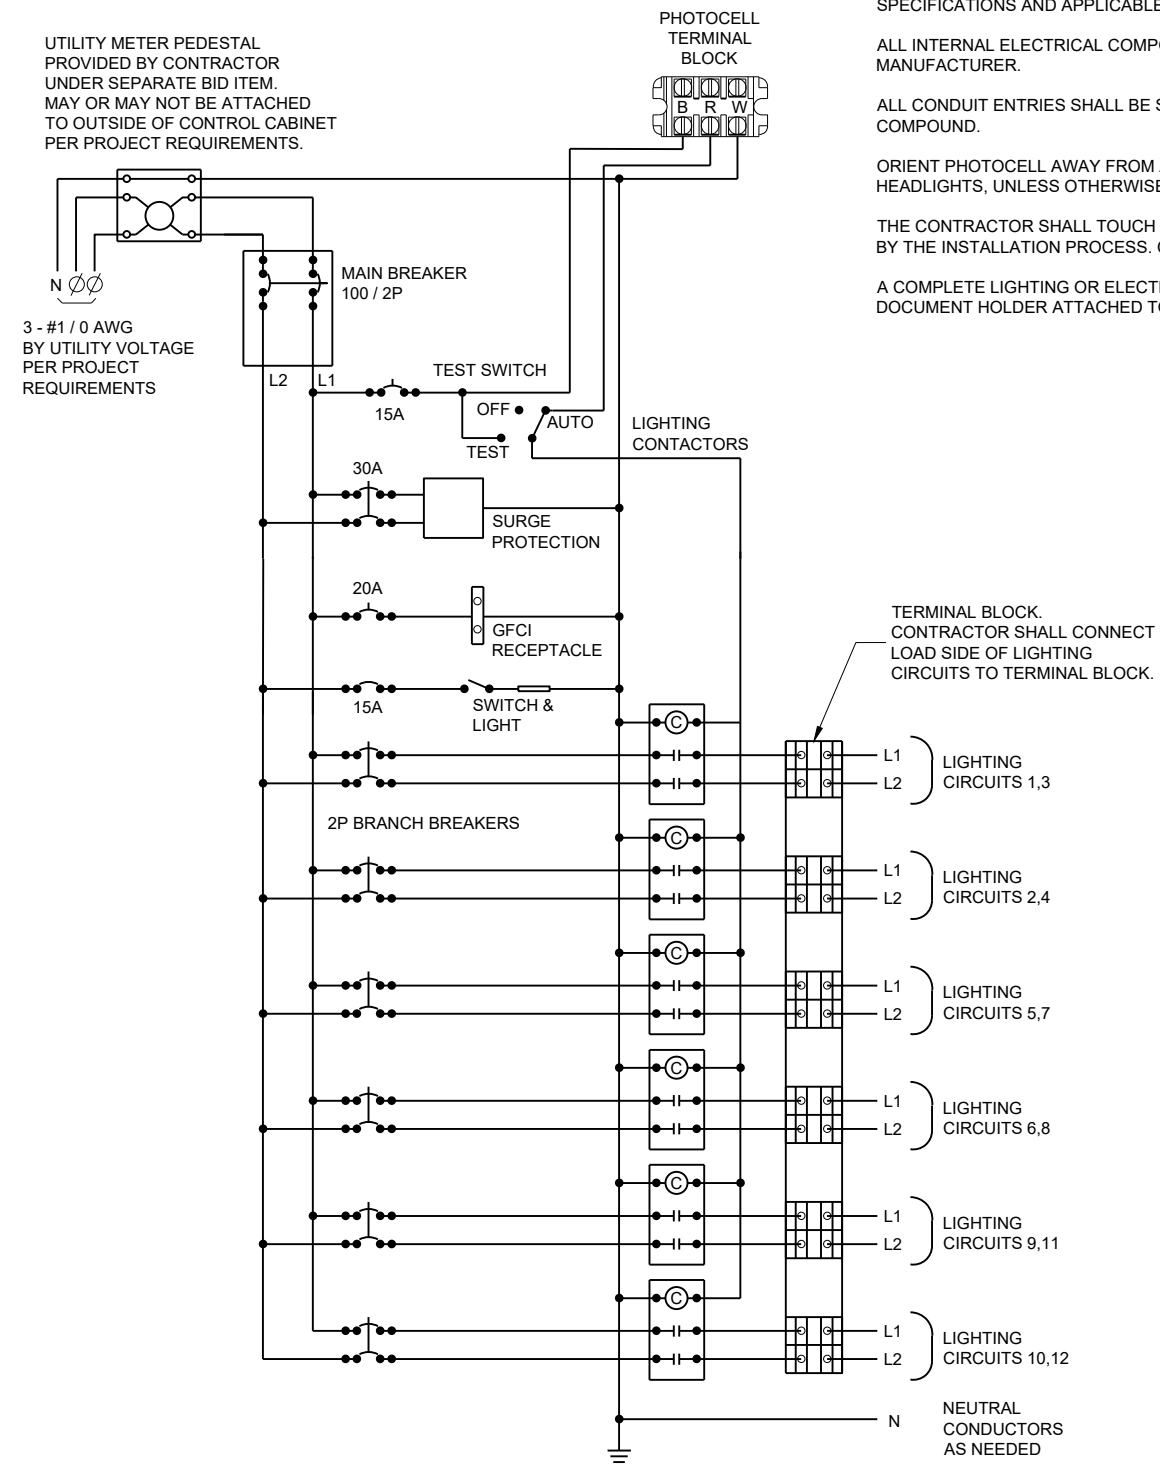 UTILITY METER PEDESTAL
PROVIDED BY CONTRACTOR
UNDER SEPARATE BID ITEM.
MAY OR MAY NOT BE ATTACHED
TO OUTSIDE OF CONTROL CABINET
PER PROJECT REQUIREMENTS.
PHOTOCELL
TERMINAL
BLOCK
B R W
SPECIFICATIONS AND APPLICABLE
ALL INTERNAL ELECTRICAL
MANUFACTURER.
ALL CONDUIT ENTRIES SHALL BE
COMPOUND.
ORIENT PHOTOCELL AWAY FROM
HEADLIGHTS, UNLESS OTHERWISE
THE CONTRACTOR SHALL TOUCH
BY THE INSTALLATION PROCESS.
A COMPLETE LIGHTING OR
DOCUMENT HOLDER ATTACHED
N
3 - #1 / 0 AWG
BY UTILITY VOLTAGE
PER PROJECT
REQUIREMENTS
MAIN BREAKER
100 / 2P
L2 L1
15A
TEST SWITCH
OFF
AUTO
TEST
LIGHTING
CONTACTORS
30A
SURGE
PROTECTION
20A
GFCI
RECEPTACLE
15A
SWITCH &
LIGHT
TERMINAL BLOCK.
CONTRACTOR SHALL CONNECT
LOAD SIDE OF LIGHTING
CIRCUITS TO TERMINAL BLOCK.
C
L1
L2
LIGHTING
CIRCUITS 1,3
2P BRANCH BREAKERS
C
L1
L2
LIGHTING
CIRCUITS 2,4
C
L1
L2
LIGHTING
CIRCUITS 5,7
C
L1
L2
LIGHTING
CIRCUITS 6,8
C
L1
L2
LIGHTING
CIRCUITS 9,11
C
L1
L2
LIGHTING
CIRCUITS 10,12
N
NEUTRAL
CONDUCTORS
AS NEEDED